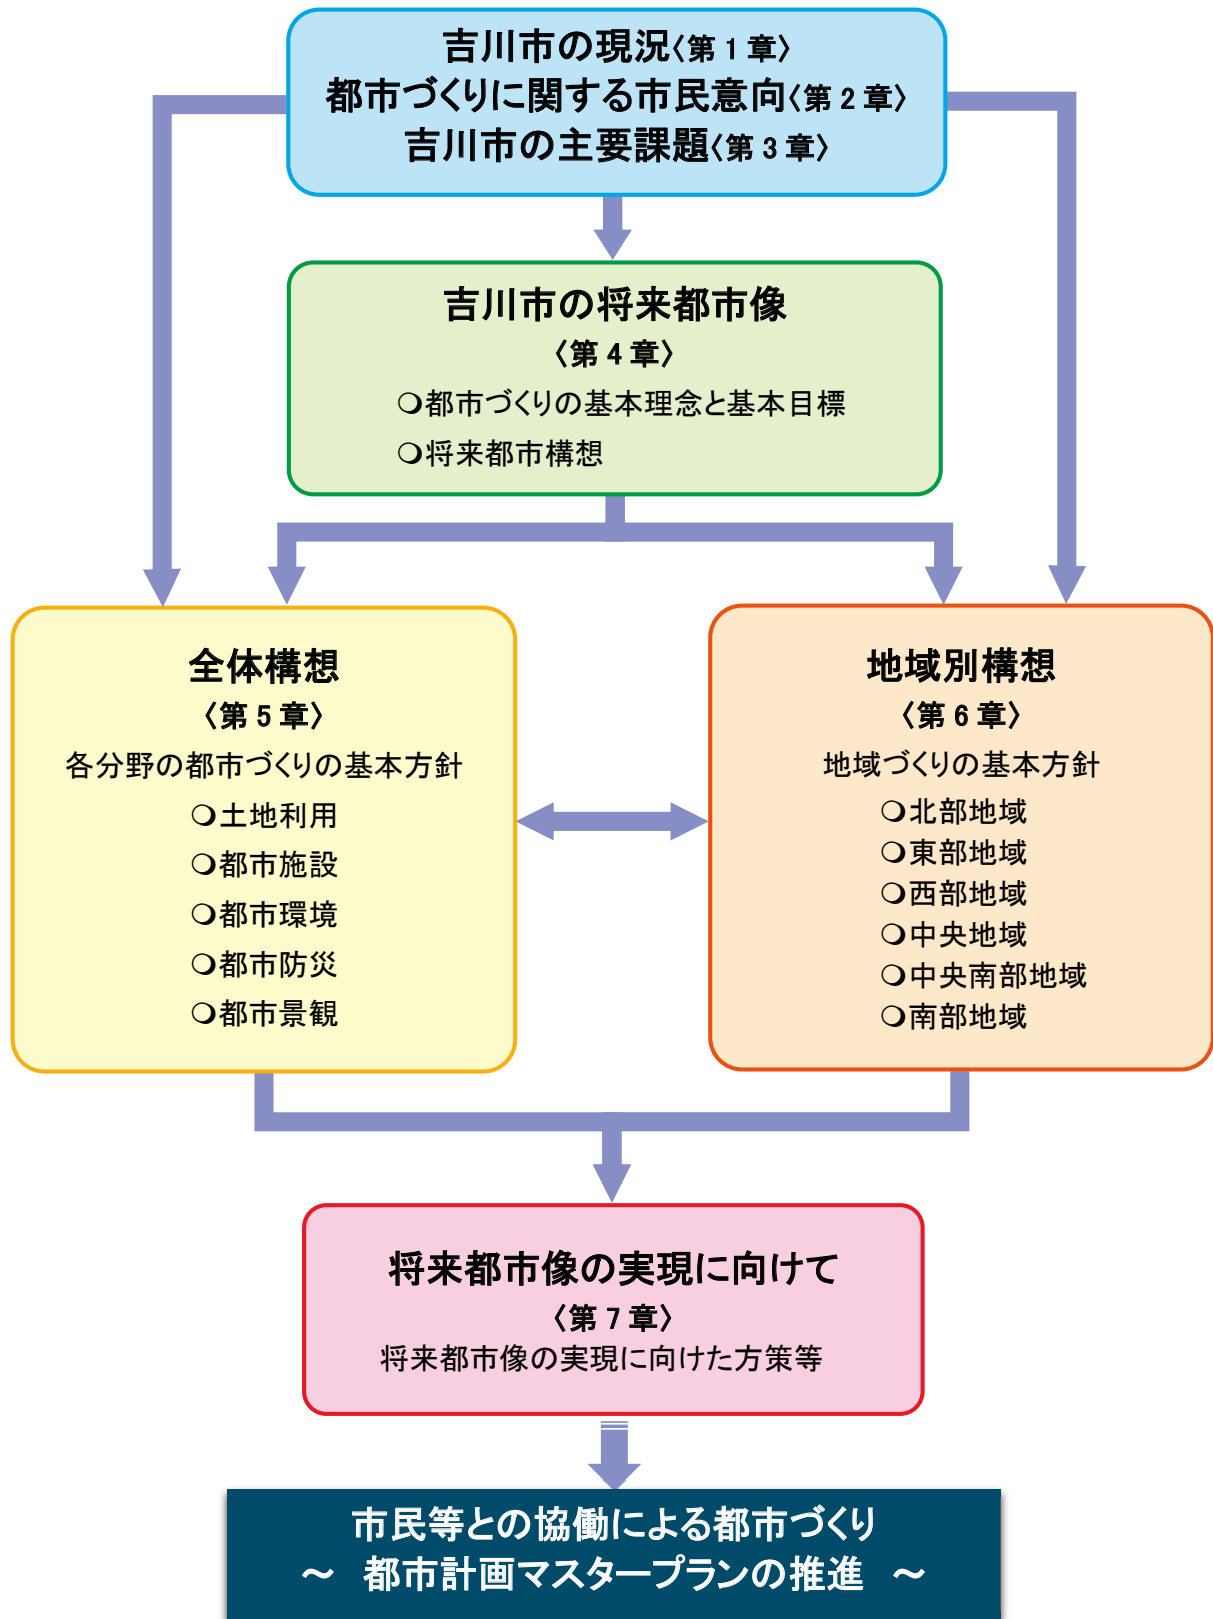 吉川市の現況〈第1章〉
都市づくりに関する市民意向〈第2章〉
吉川市の主要課題〈第3章〉
吉川市の将来都市像
〈第4章〉
○都市づくりの基本理念と基本目標
○将来都市構想
全体構想
〈第5章〉
各分野の都市づくりの基本方針
○土地利用
○都市施設
○都市環境
○都市防災
○都市景観
地域別構想
〈第6章〉
地域づくりの基本方針
○北部地域
○東部地域
○西部地域
○中央地域
○中央南部地域
○南部地域
将来都市像の実現に向けて
〈第7章〉
将来都市像の実現に向けた方策等
市民等との協働による都市づくり
～ 都市計画マスタープランの推進 ～